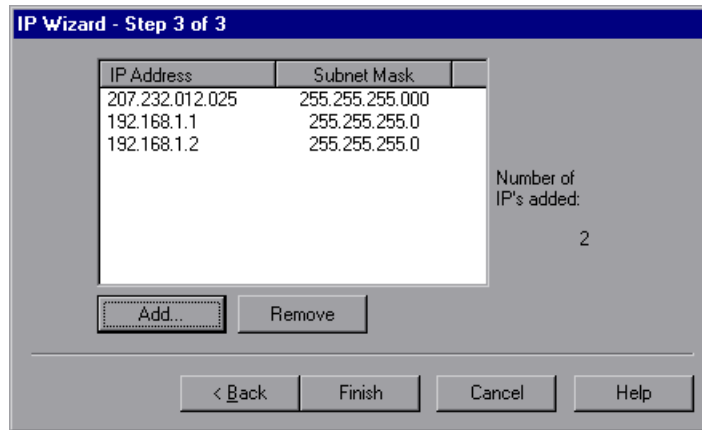 IP Wizard - Step 3 of 3
IP Address Subnet Mask
207.232.012.025 255.255.255.000
192.168.1.1 255.255.255.0
192.168.1.2 255.255.255.0
Number of
IP's added:
2
Add... Remove
< Back Finish Cancel Help